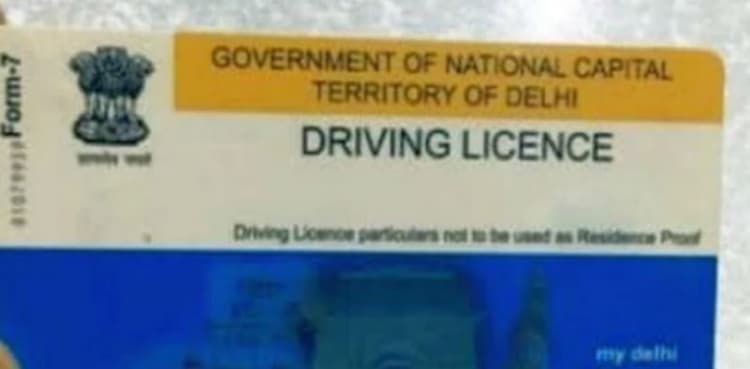 GOVERNMENT OF NATIONAL CAPITAL
TERRITORY OF DELHI
DRIVING LICENCE
Driving Licence particulars not to be used as Residence Proof
Form-7
my delhi